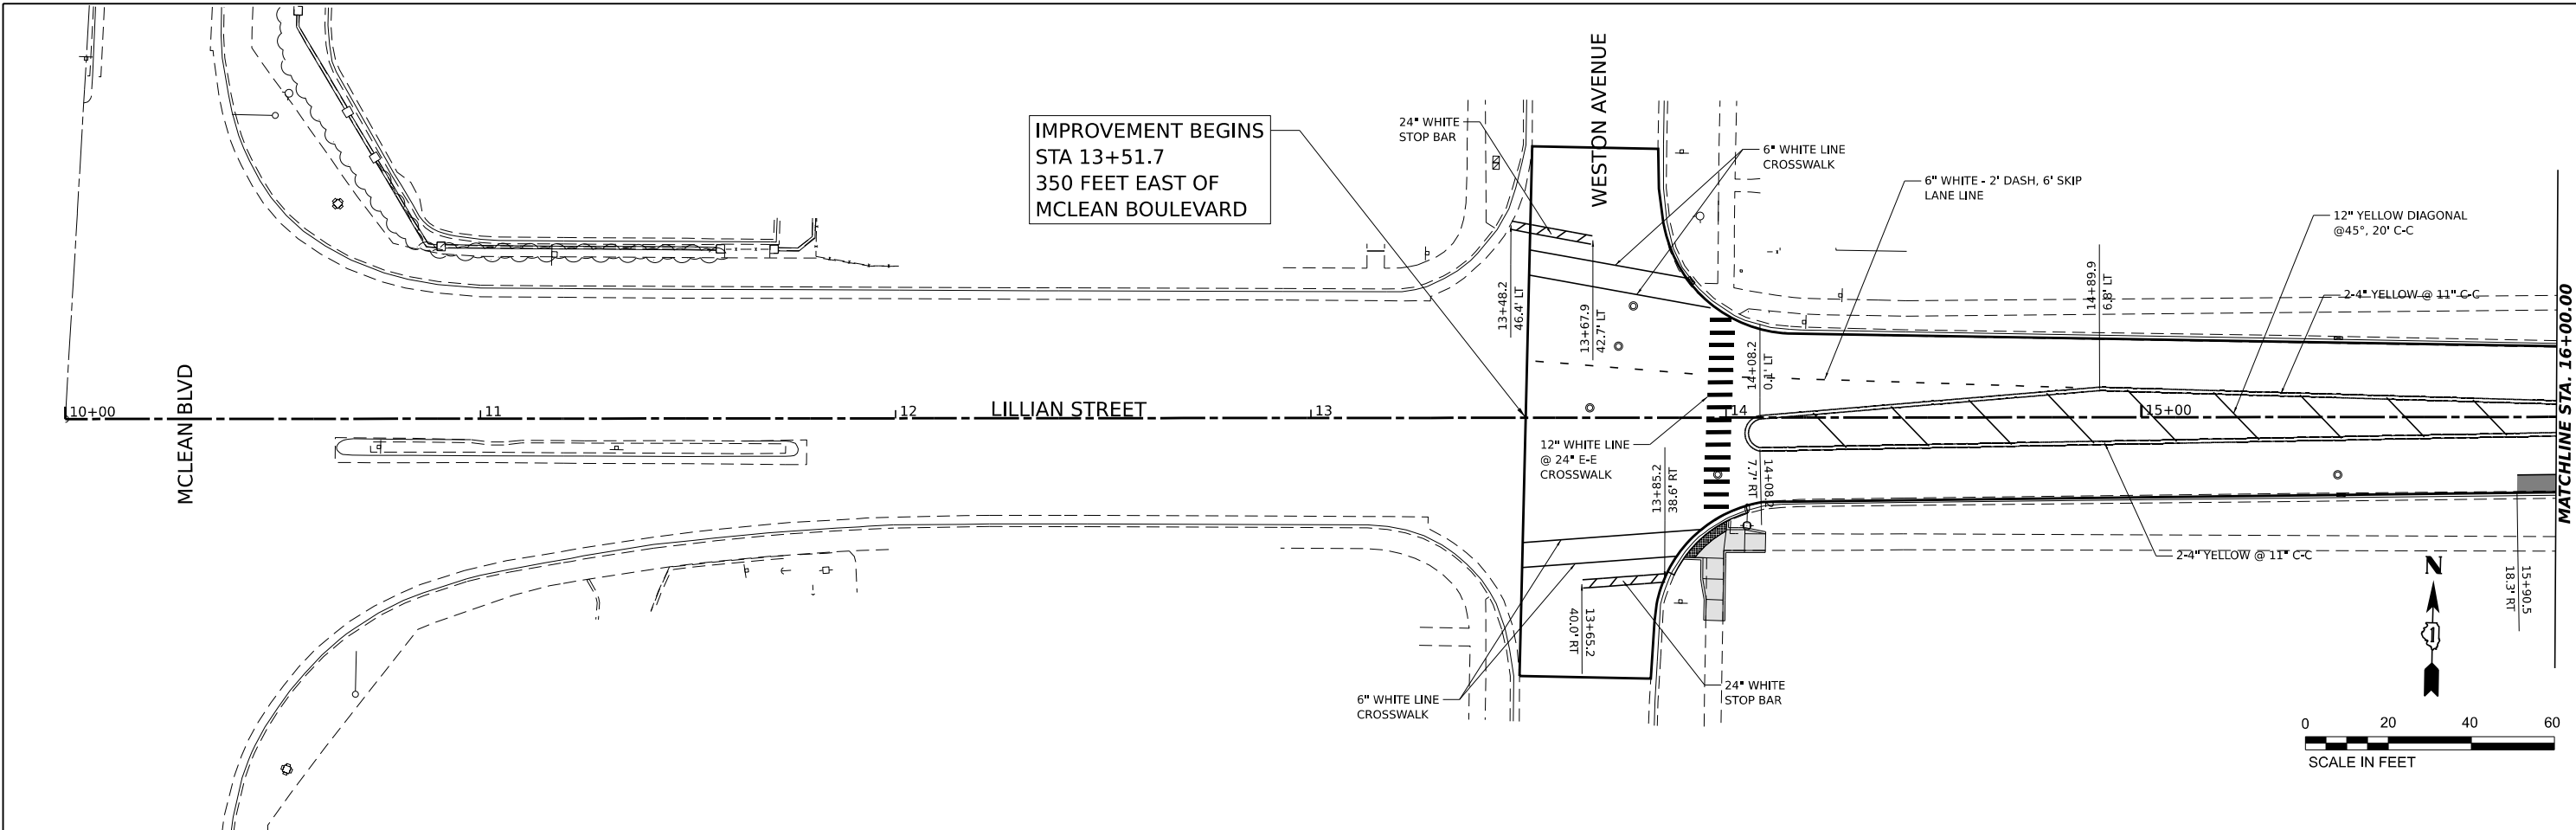 IMPROVEMENT BEGINS
STA 13+51.7
350 FEET EAST OF
MCLEAN BOULEVARD
24" WHITE
STOP BAR
WESTON AVENUE
6" WHITE LINE
CROSSWALK
6" WHITE - 2' DASH, 6' SKIP
LANE LINE
12" YELLOW DIAGONAL
@45°, 20' C-C
2-4" YELLOW @ 11" C-C
14+89.9
6.8' LT
13+48.2
46.4' LT
13+67.9
42.7' LT
14+08.2
0.1' LT
MATCHLINE STA. 16+00.00
MCLEAN BLVD
10+00
11
12
LILLIAN STREET
13
14
15+00
12" WHITE LINE
@ 24" E-E
CROSSWALK
13+85.2
38.6' RT
14+08.2
7.7' RT
2-4" YELLOW @ 11" C-C
15+90.5
18.3' RT
13+65.2
40.0' RT
6" WHITE LINE
CROSSWALK
24" WHITE
STOP BAR
N
1
0 20 40 60
SCALE IN FEET